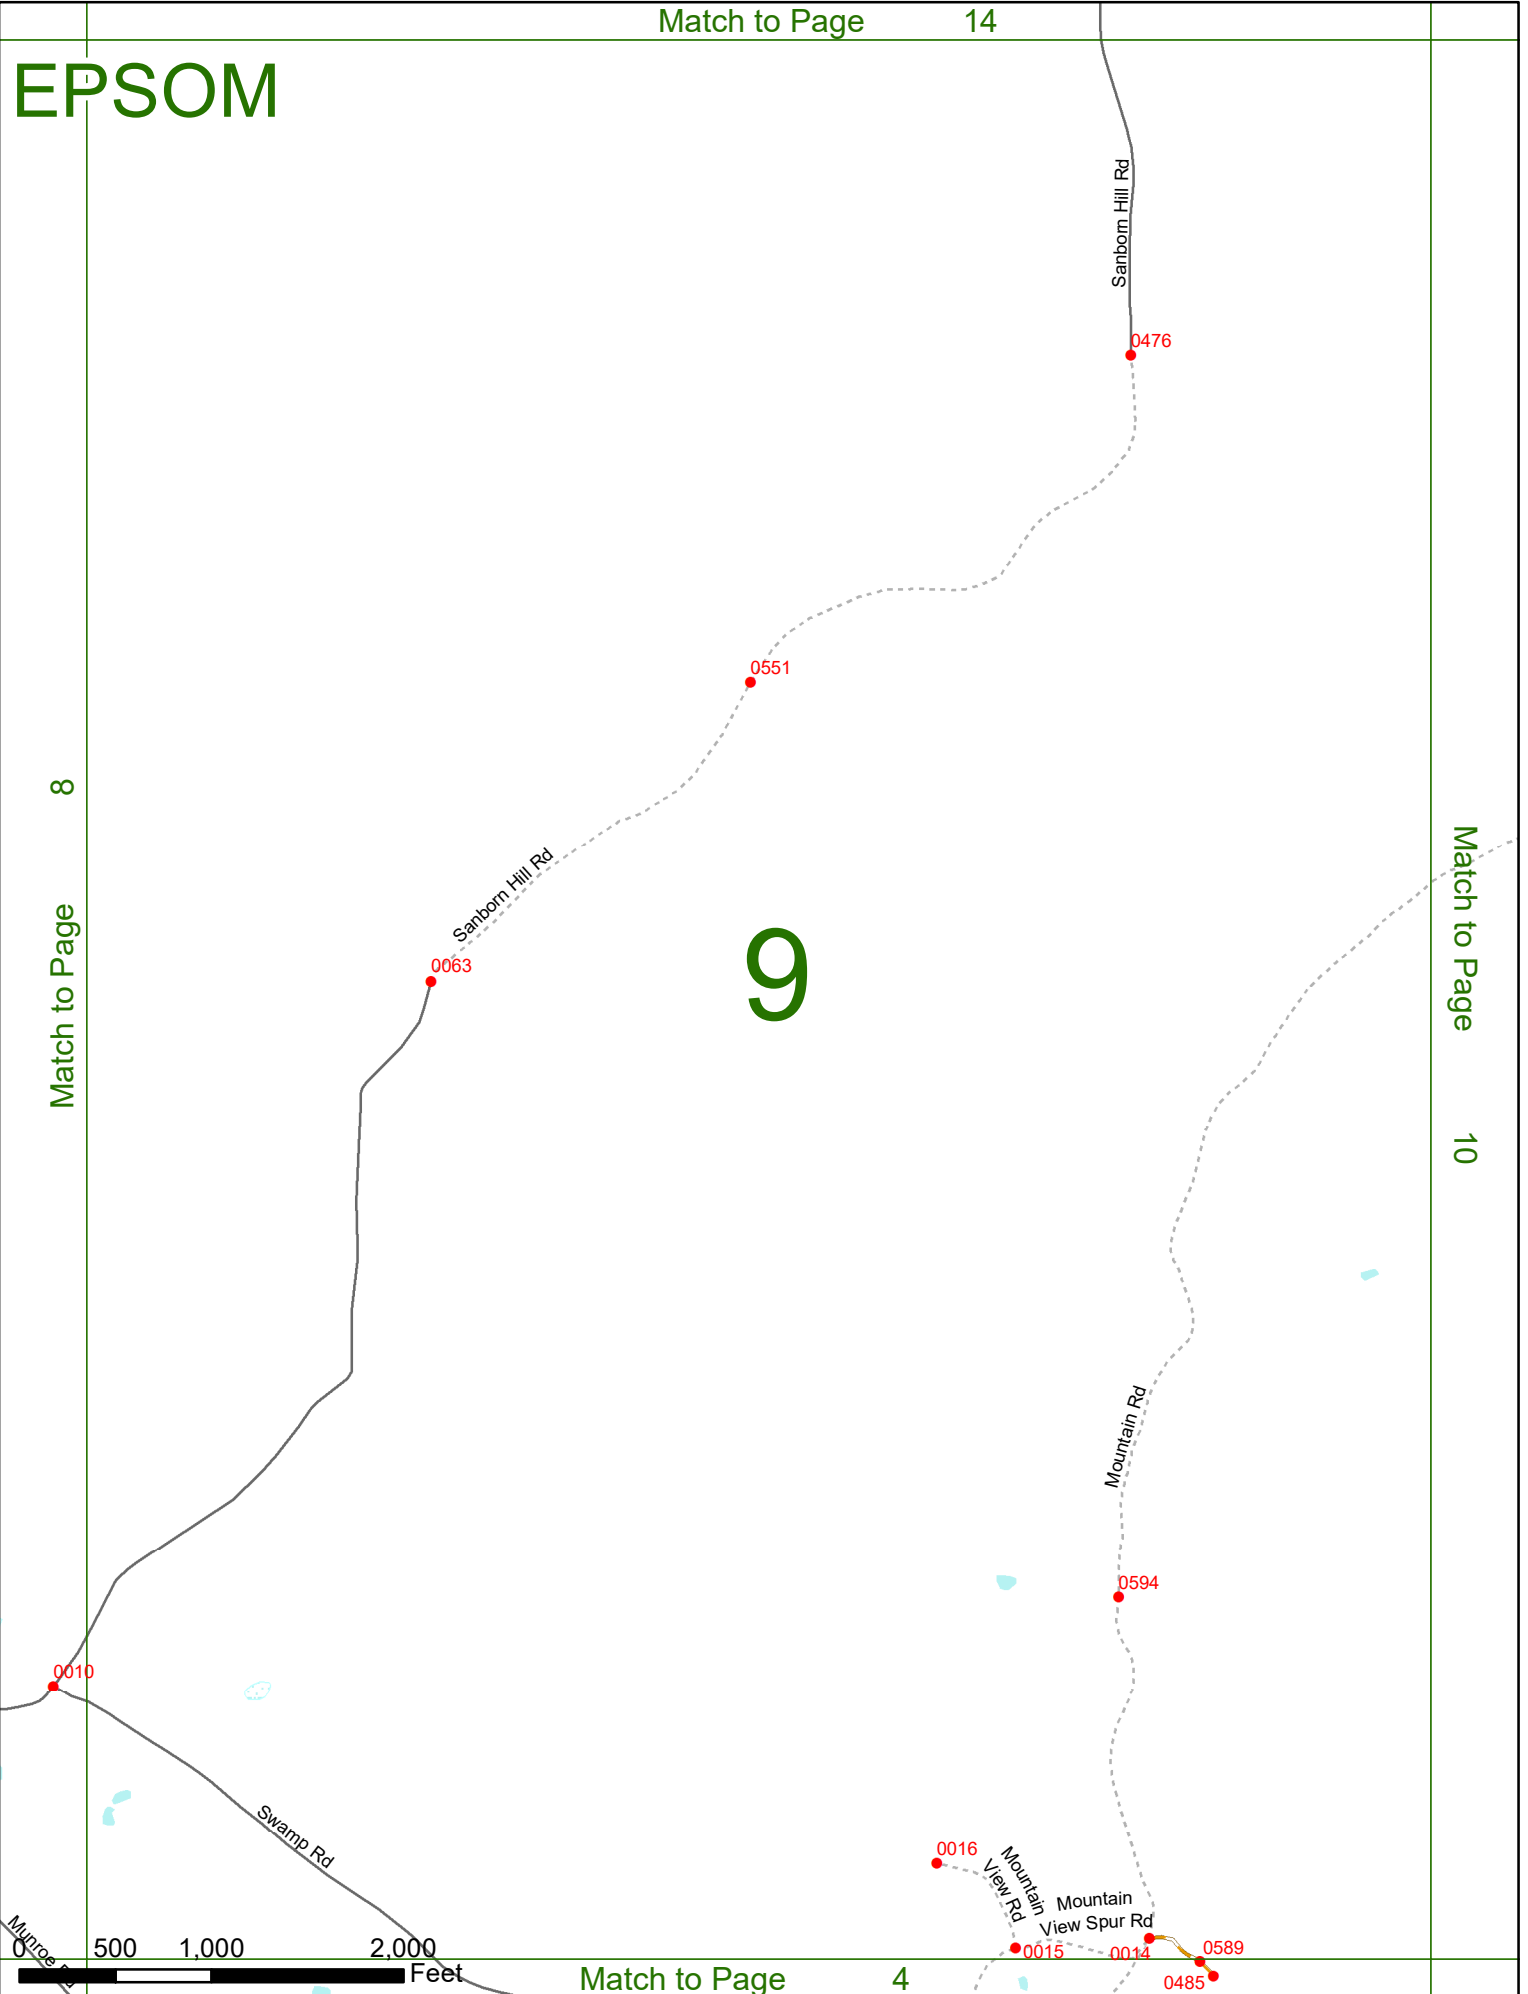 Match to Page 14
EPSOM
Sanborn Hill Rd
0476
0551
Match to Page 8
Match to Page 10
Sanborn Hill Rd
0063
9
Mountain Rd
0594
0010
Swamp Rd
0016
Mountain
View Rd
Mountain
View Spur Rd
0015
0014
0589
0485
Munroe Rd
0 500 1,000 2,000
Feet
Match to Page 4